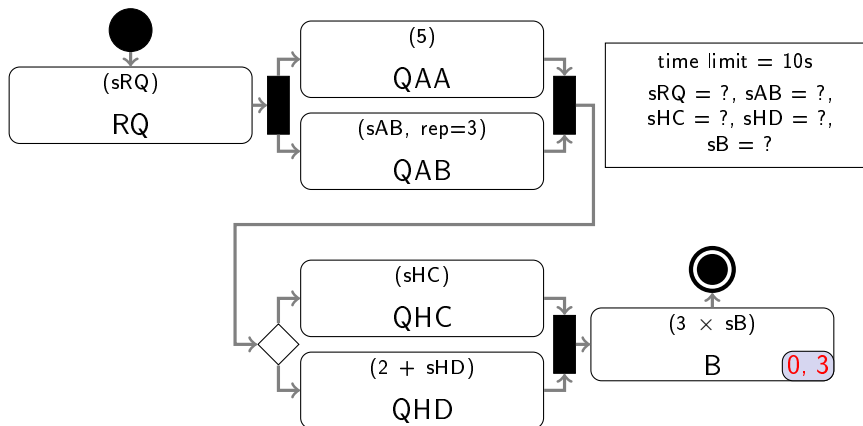 (sRQ)
RQ
(5)
QAA
(sAB, rep=3)
QAB
time limit = 10s
sRQ = ?, sAB = ?,
sHC = ?, sHD = ?,
sB = ?
(sHC)
QHC
(2 + sHD)
QHD
(3 × sB)
B
0, 3